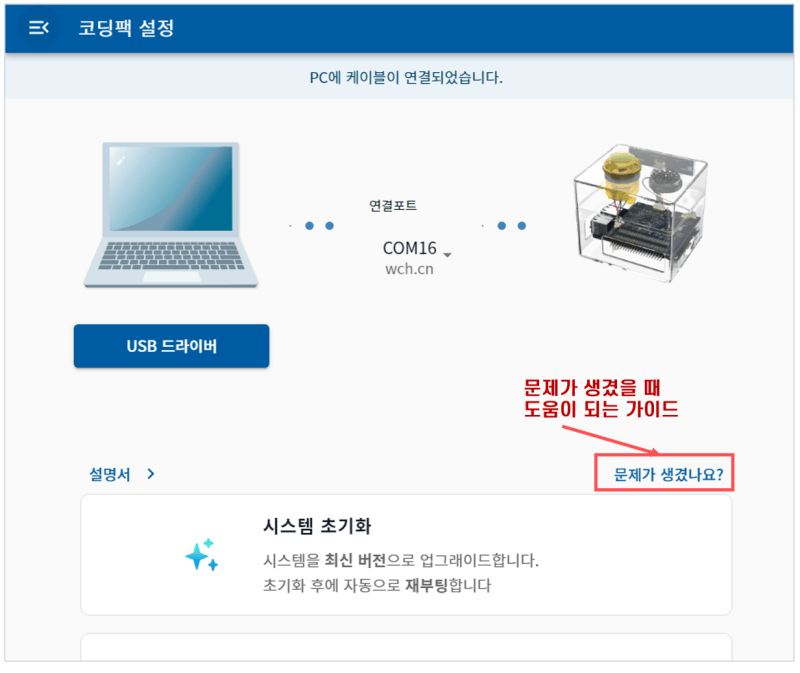 코딩팩 설정
PC에 케이블이 연결되었습니다.
연결포트
COM16
wch.cn
USB 드라이버
문제가 생겼을 때
도움이 되는 가이드
설명서
문제가 생겼나요?
시스템 초기화
시스템을 최신 버전으로 업그레이드합니다.
초기화 후에 자동으로 재부팅합니다